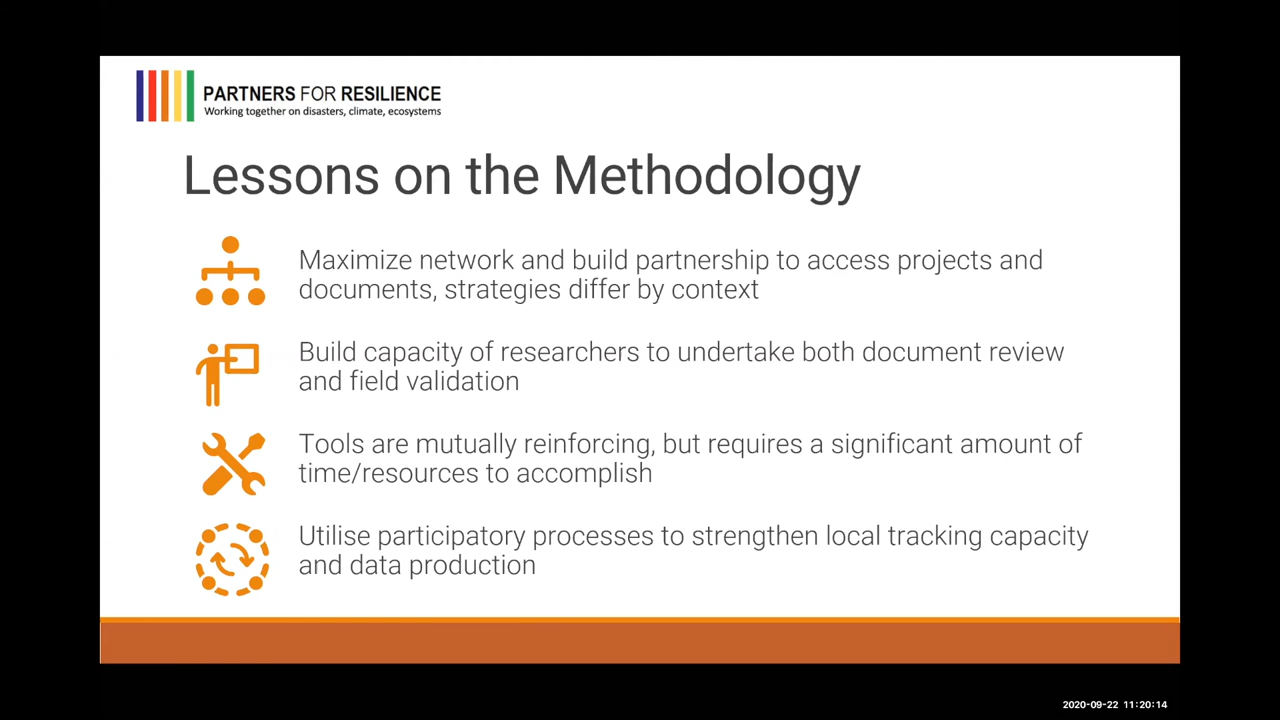 PARTNERS FOR RESILIENCE
Working together on disasters, climate, ecosystems
Lessons on the Methodology
Maximize network and build partnership to access projects and
documents, strategies differ by context
Build capacity of researchers to undertake both document review
and field validation
Tools are mutually reinforcing, but requires a significant amount of
time/resources to accomplish
Utilise participatory processes to strengthen local tracking capacity
and data production
2020-09-22 11:20:14